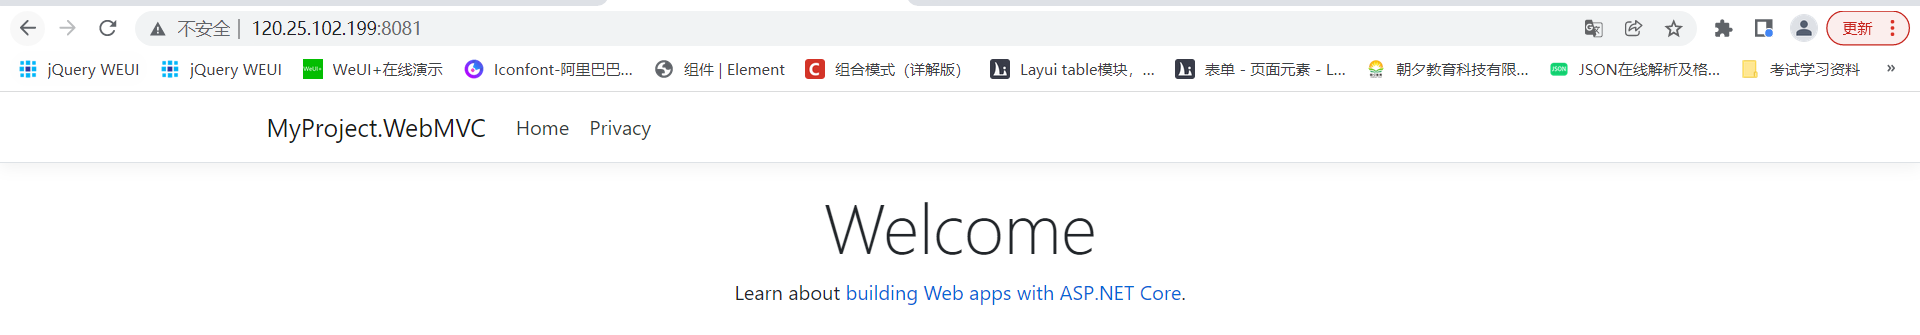 不安全 | 120.25.102.199:8081 更新
jQuery WEUI jQuery WEUI WeUI+ WeUI+在线演示 Iconfont-阿里巴巴... 组件 | Element C 组合模式（详解版） Layui table模块，... 表单 - 页面元素 - L... 朝夕教育科技有限... JSON JSON在线解析及格... 考试学习资料 »
MyProject.WebMVC Home Privacy
Welcome
Learn about building Web apps with ASP.NET Core.